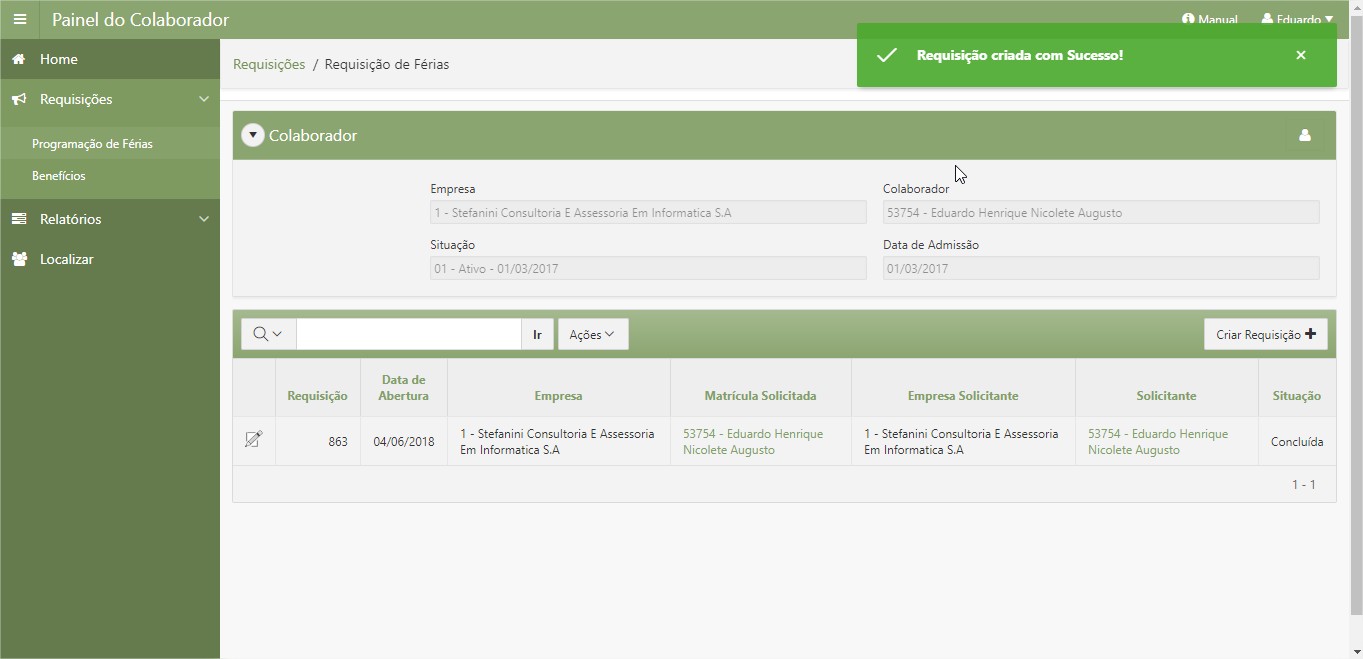 Painel do Colaborador
Manual
Eduardo
Requisição criada com Sucesso!
Home
Requisições
Programação de Férias
Benefícios
Relatórios
Localizar
Requisições / Requisição de Férias
Colaborador
Empresa
1 - Stefanini Consultoria E Assessoria Em Informatica S.A
Colaborador
53754 - Eduardo Henrique Nicolete Augusto
Situação
01 - Ativo - 01/03/2017
Data de Admissão
01/03/2017
Ir
Ações
Criar Requisição
Requisição
Data de
Abertura
Empresa
Matrícula Solicitada
Empresa Solicitante
Solicitante
Situação
863
04/06/2018
1 - Stefanini Consultoria E Assessoria
Em Informatica S.A
53754 - Eduardo Henrique
Nicolete Augusto
1 - Stefanini Consultoria E Assessoria
Em Informatica S.A
53754 - Eduardo Henrique
Nicolete Augusto
Concluída
1 - 1